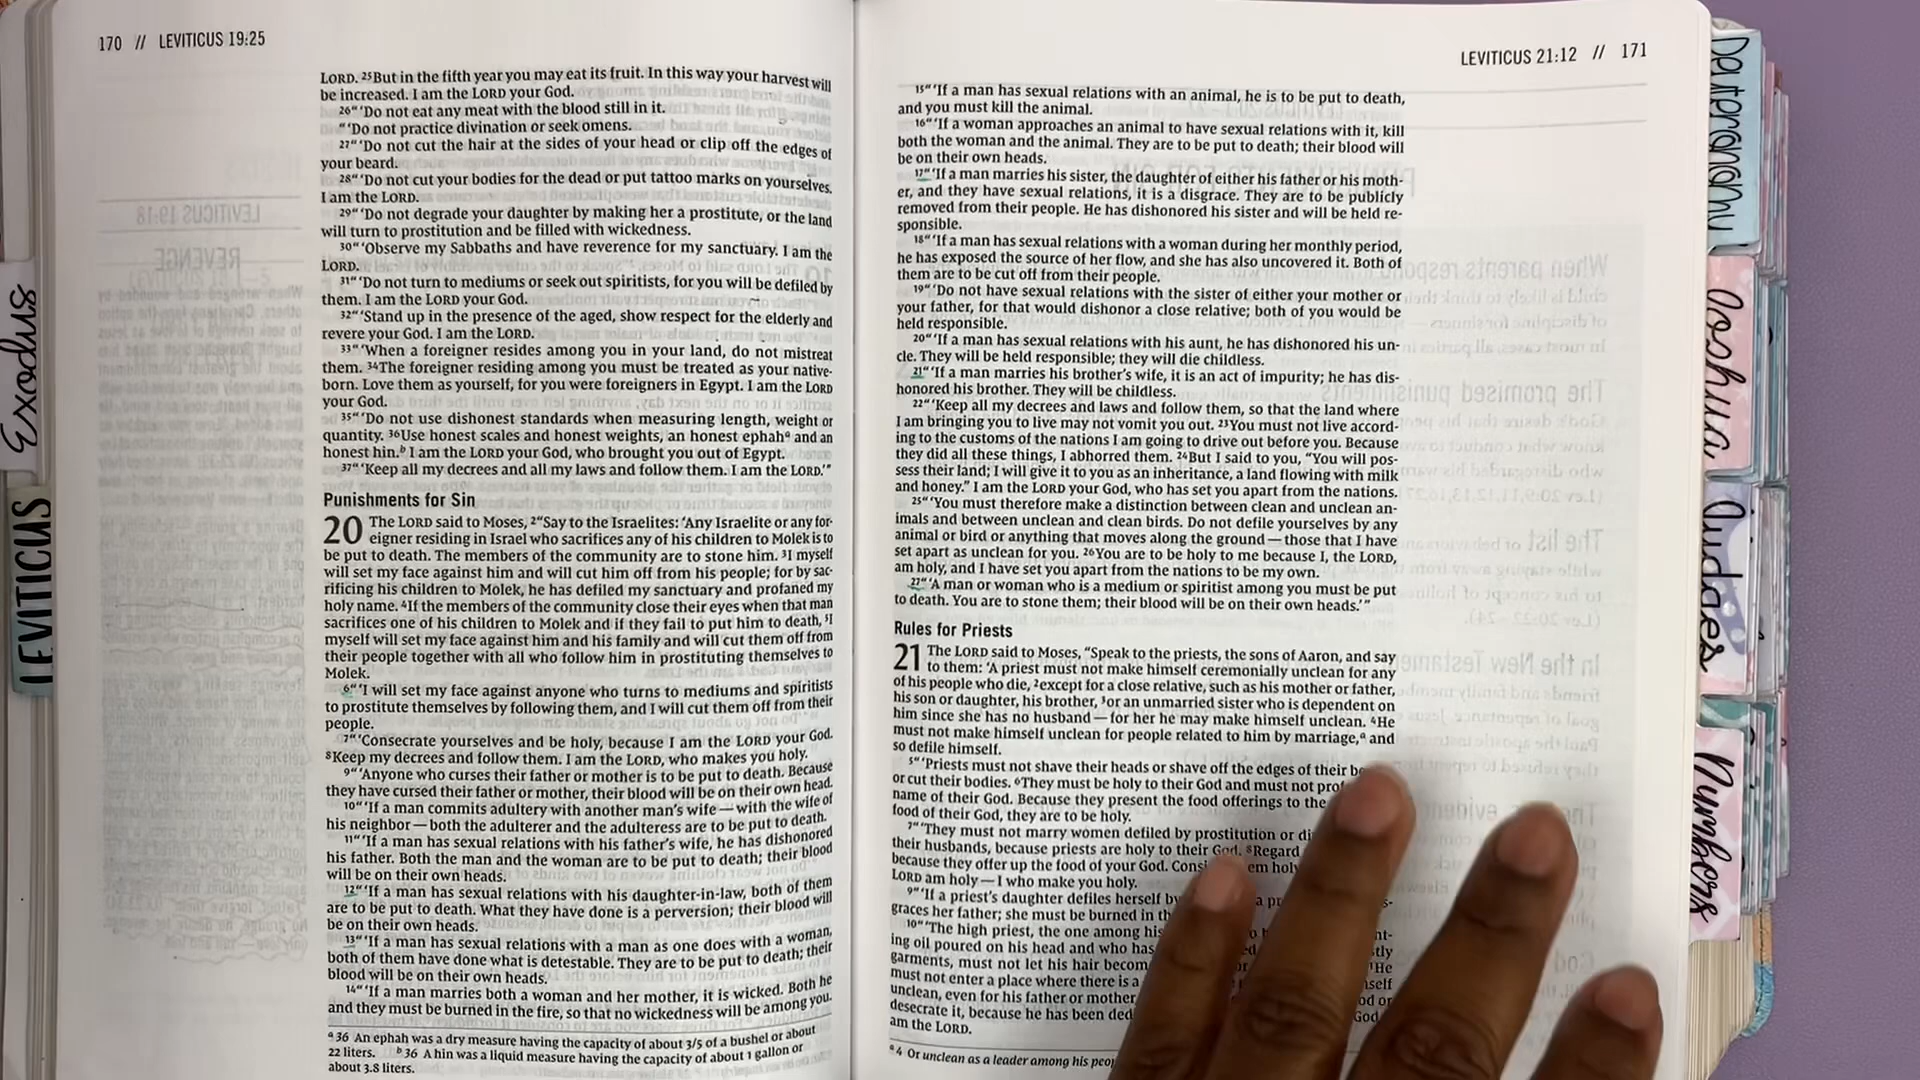 170 // LEVITICUS 19:25
LORD. 25But in the fifth year you may eat its fruit. In this way your harvest will
be increased. I am the LORD your God.
26“‘Do not eat any meat with the blood still in it.
“‘Do not practice divination or seek omens.
27“‘Do not cut the hair at the sides of your head or clip off the edges of
your beard.
28“‘Do not cut your bodies for the dead or put tattoo marks on yourselves.
I am the LORD.
29“‘Do not degrade your daughter by making her a prostitute, or the land
will turn to prostitution and be filled with wickedness.
30“‘Observe my Sabbaths and have reverence for my sanctuary. I am the
LORD.
31“‘Do not turn to mediums or seek out spiritists, for you will be defiled by
them. I am the LORD your God.
32“‘Stand up in the presence of the aged, show respect for the elderly and
revere your God. I am the LORD.
33“‘When a foreigner resides among you in your land, do not mistreat
them. 34The foreigner residing among you must be treated as your native-
born. Love them as yourself, for you were foreigners in Egypt. I am the LORD
your God.
35“‘Do not use dishonest standards when measuring length, weight or
quantity. 36Use honest scales and honest weights, an honest ephaha and an
honest hin.b I am the LORD your God, who brought you out of Egypt.
37“‘Keep all my decrees and all my laws and follow them. I am the LORD.’”
Punishments for Sin
20 The LORD said to Moses, 2“Say to the Israelites: ‘Any Israelite or any for-
eigner residing in Israel who sacrifices any of his children to Molek is to
be put to death. The members of the community are to stone him. 3I myself
will set my face against him and will cut him off from his people; for by sac-
rificing his children to Molek, he has defiled my sanctuary and profaned my
holy name. 4If the members of the community close their eyes when that man
sacrifices one of his children to Molek and if they fail to put him to death, 5I
myself will set my face against him and his family and will cut them off from
their people together with all who follow him in prostituting themselves to
Molek.
6“‘I will set my face against anyone who turns to mediums and spiritists
to prostitute themselves by following them, and I will cut them off from their
people.
7“‘Consecrate yourselves and be holy, because I am the LORD your God.
8Keep my decrees and follow them. I am the LORD, who makes you holy.
9“‘Anyone who curses their father or mother is to be put to death. Because
they have cursed their father or mother, their blood will be on their own head.
10“‘If a man commits adultery with another man’s wife — with the wife of
his neighbor — both the adulterer and the adulteress are to be put to death.
11“‘If a man has sexual relations with his father’s wife, he has dishonored
his father. Both the man and the woman are to be put to death; their blood
will be on their own heads.
12“‘If a man has sexual relations with his daughter-in-law, both of them
are to be put to death. What they have done is a perversion; their blood will
be on their own heads.
13“‘If a man has sexual relations with a man as one does with a woman,
both of them have done what is detestable. They are to be put to death; their
blood will be on their own heads.
14“‘If a man marries both a woman and her mother, it is wicked. Both he
and they must be burned in the fire, so that no wickedness will be among you.
a 36 An ephah was a dry measure having the capacity of about 3/5 of a bushel or about
22 liters. b 36 A hin was a liquid measure having the capacity of about 1 gallon or
about 3.8 liters.
LEVITICUS 21:12 // 171
15“‘If a man has sexual relations with an animal, he is to be put to death,
and you must kill the animal.
16“‘If a woman approaches an animal to have sexual relations with it, kill
both the woman and the animal. They are to be put to death; their blood will
be on their own heads.
17“‘If a man marries his sister, the daughter of either his father or his moth-
er, and they have sexual relations, it is a disgrace. They are to be publicly
removed from their people. He has dishonored his sister and will be held re-
sponsible.
18“‘If a man has sexual relations with a woman during her monthly period,
he has exposed the source of her flow, and she has also uncovered it. Both of
them are to be cut off from their people.
19“‘Do not have sexual relations with the sister of either your mother or
your father, for that would dishonor a close relative; both of you would be
held responsible.
20“‘If a man has sexual relations with his aunt, he has dishonored his un-
cle. They will be held responsible; they will die childless.
21“‘If a man marries his brother’s wife, it is an act of impurity; he has dis-
honored his brother. They will be childless.
22“‘Keep all my decrees and laws and follow them, so that the land where
I am bringing you to live may not vomit you out. 23You must not live accord-
ing to the customs of the nations I am going to drive out before you. Because
they did all these things, I abhorred them. 24But I said to you, “You will pos-
sess their land; I will give it to you as an inheritance, a land flowing with milk
and honey.” I am the LORD your God, who has set you apart from the nations.
25“‘You must therefore make a distinction between clean and unclean an-
imals and between unclean and clean birds. Do not defile yourselves by any
animal or bird or anything that moves along the ground — those that I have
set apart as unclean for you. 26You are to be holy to me because I, the LORD,
am holy, and I have set you apart from the nations to be my own.
27“‘A man or woman who is a medium or spiritist among you must be put
to death. You are to stone them; their blood will be on their own heads.’”
Rules for Priests
21 The LORD said to Moses, “Speak to the priests, the sons of Aaron, and say
to them: ‘A priest must not make himself ceremonially unclean for any
of his people who die, 2except for a close relative, such as his mother or father,
his son or daughter, his brother, 3or an unmarried sister who is dependent on
him since she has no husband — for her he may make himself unclean. 4He
must not make himself unclean for people related to him by marriage,a and
so defile himself.
5“‘Priests must not shave their heads or shave off the edges of their
or cut their bodies. 6They must be holy to their God and must not
name of their God. Because they present the food offerings to the
food of their God, they are to be holy.
7“‘They must not marry women defiled by prostitution or
their husbands, because priests are holy to their God. 8Regard
because they offer up the food of your God. holy
LORD am holy — I who make you holy.
9“‘If a priest’s daughter defiles herself by a
graces her father; she must be burned in
10“‘The high priest, the one among his
ing oil poured on his head and who has
garments, must not let his hair He
must not enter a place where there is a
unclean, even for his father or mother or
desecrate it, because he has been God
am the LORD.
a 4 Or unclean as a leader among his
Exodus
LEVITICUS
Deuteronomy
Joshua
Judges
Numbers